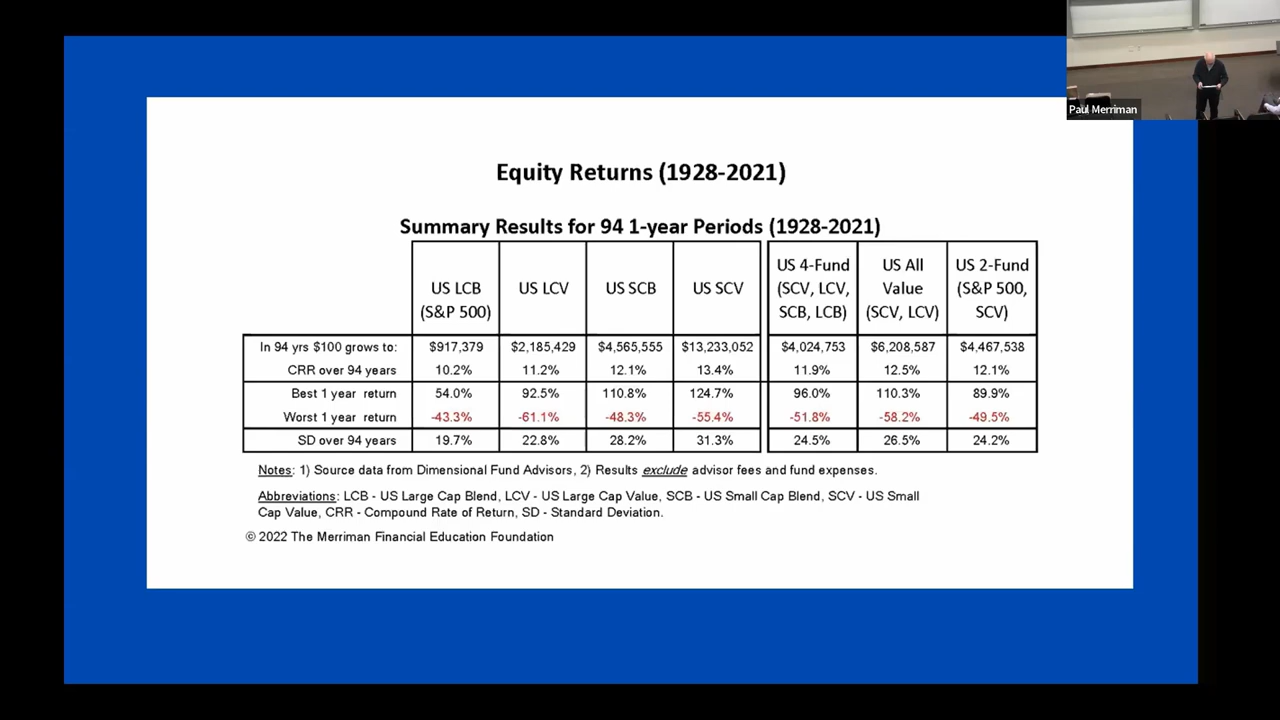 Paul Merriman
Equity Returns (1928-2021)
Summary Results for 94 1-year Periods (1928-2021)
US LCB (S&P 500) US LCV US SCB US SCV US 4-Fund (SCV, LCV, SCB, LCB) US All Value (SCV, LCV) US 2-Fund (S&P 500, SCV)
In 94 yrs $100 grows to: $917,379 $2,185,429 $4,565,555 $13,233,052 $4,024,753 $6,208,587 $4,467,538
CRR over 94 years 10.2% 11.2% 12.1% 13.4% 11.9% 12.5% 12.1%
Best 1 year return 54.0% 92.5% 110.8% 124.7% 96.0% 110.3% 89.9%
Worst 1 year return -43.3% -61.1% -48.3% -55.4% -51.8% -58.2% -49.5%
SD over 94 years 19.7% 22.8% 28.2% 31.3% 24.5% 26.5% 24.2%
Notes: 1) Source data from Dimensional Fund Advisors, 2) Results exclude advisor fees and fund expenses.
Abbreviations: LCB - US Large Cap Blend, LCV - US Large Cap Value, SCB - US Small Cap Blend, SCV - US Small
Cap Value, CRR - Compound Rate of Return, SD - Standard Deviation.
© 2022 The Merriman Financial Education Foundation